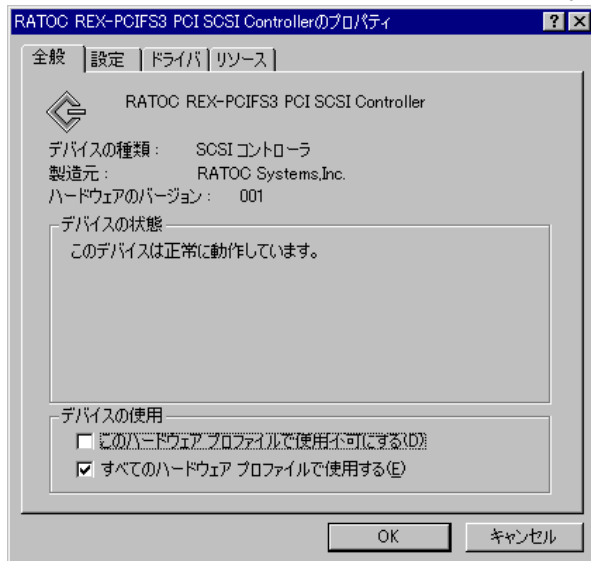 RATOC REX-PCIFS3 PCI SCSI Controllerのプロパティ
全般 設定 ドライバ リソース
RATOC REX-PCIFS3 PCI SCSI Controller
デバイスの種類： SCSI コントローラ
製造元： RATOC Systems,Inc.
ハードウェアのバージョン： 001
デバイスの状態
このデバイスは正常に動作しています。
デバイスの使用
このハードウェア プロファイルで使用不可にする(D)
すべてのハードウェア プロファイルで使用する(E)
OK キャンセル